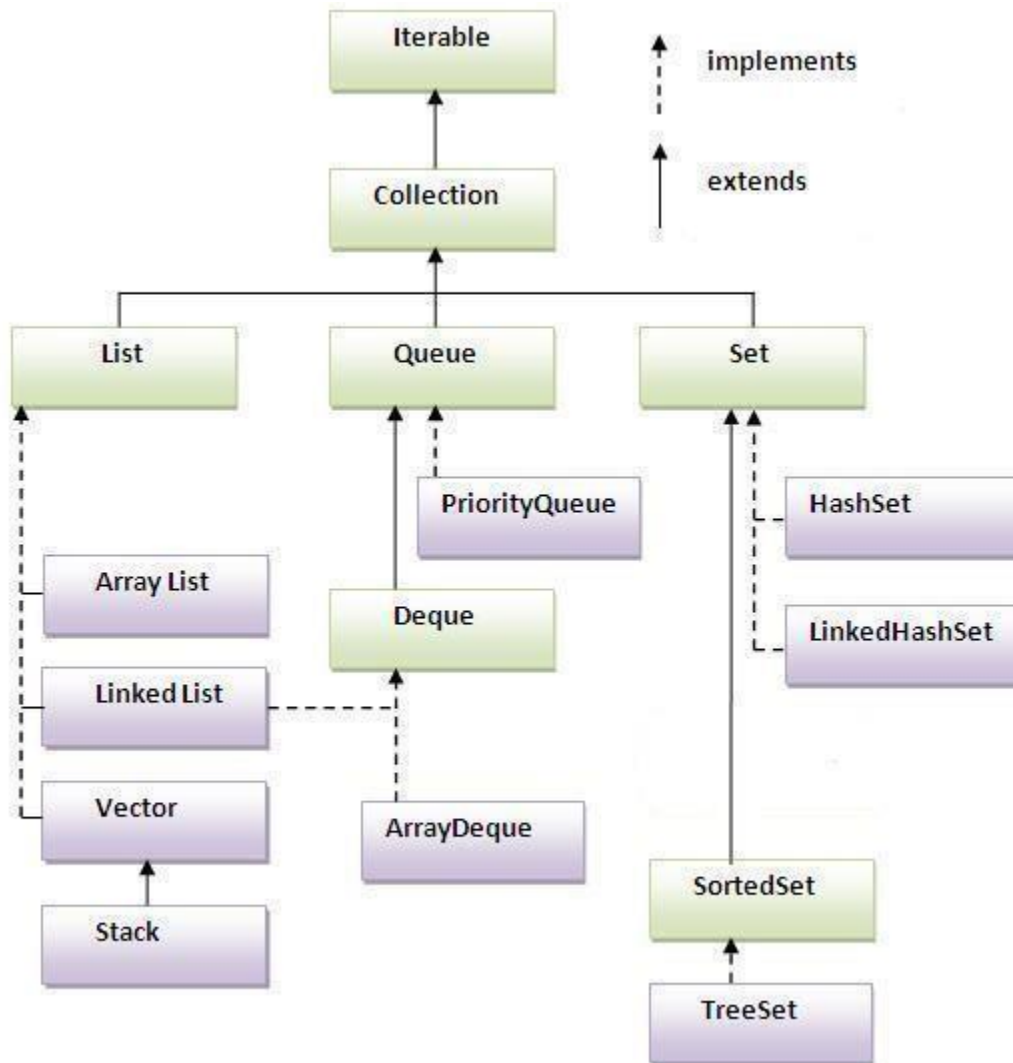 Iterable
implements
Collection
extends
List
Queue
Set
PriorityQueue
HashSet
Array List
Deque
LinkedHashSet
Linked List
Vector
ArrayDeque
SortedSet
Stack
TreeSet